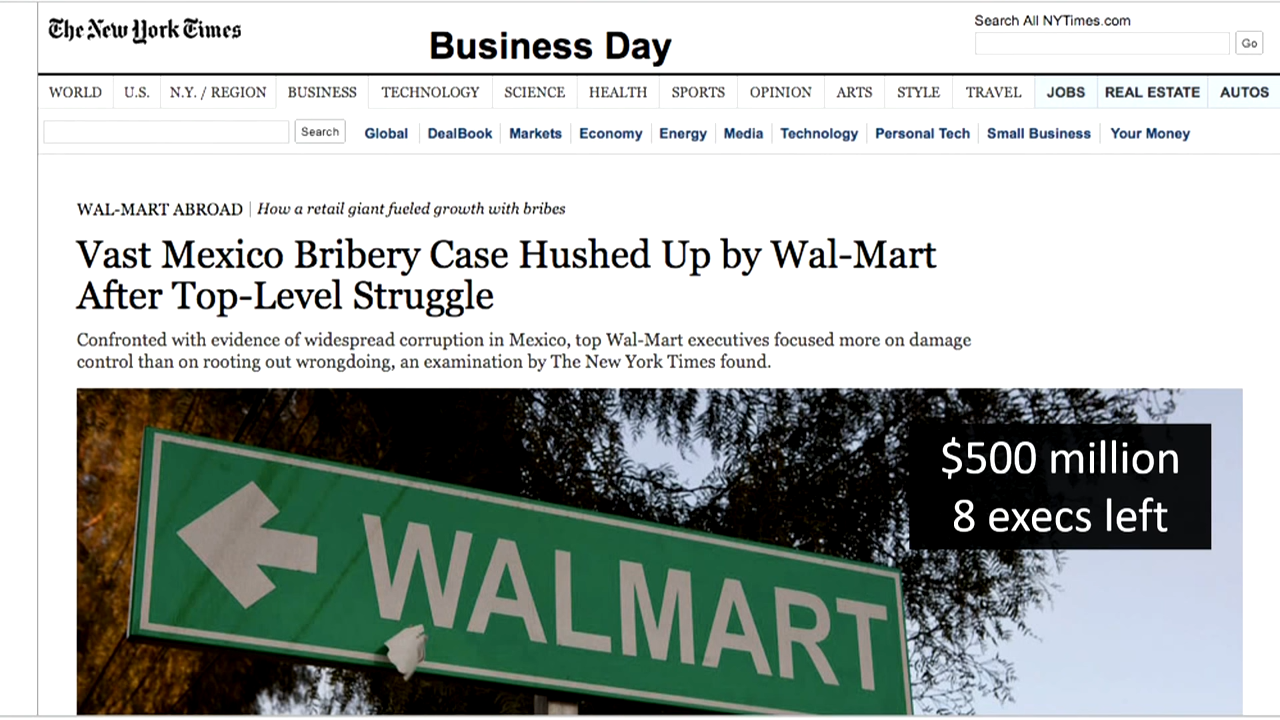 The New York Times
Business Day
Search All NYTimes.com
Go
WORLD U.S. N.Y. / REGION BUSINESS TECHNOLOGY SCIENCE HEALTH SPORTS OPINION ARTS STYLE TRAVEL JOBS REAL ESTATE AUTOS
Search Global DealBook Markets Economy Energy Media Technology Personal Tech Small Business Your Money
WAL-MART ABROAD | How a retail giant fueled growth with bribes
Vast Mexico Bribery Case Hushed Up by Wal-Mart
After Top-Level Struggle
Confronted with evidence of widespread corruption in Mexico, top Wal-Mart executives focused more on damage
control than on rooting out wrongdoing, an examination by The New York Times found.
$500 million
8 execs left
WALMART